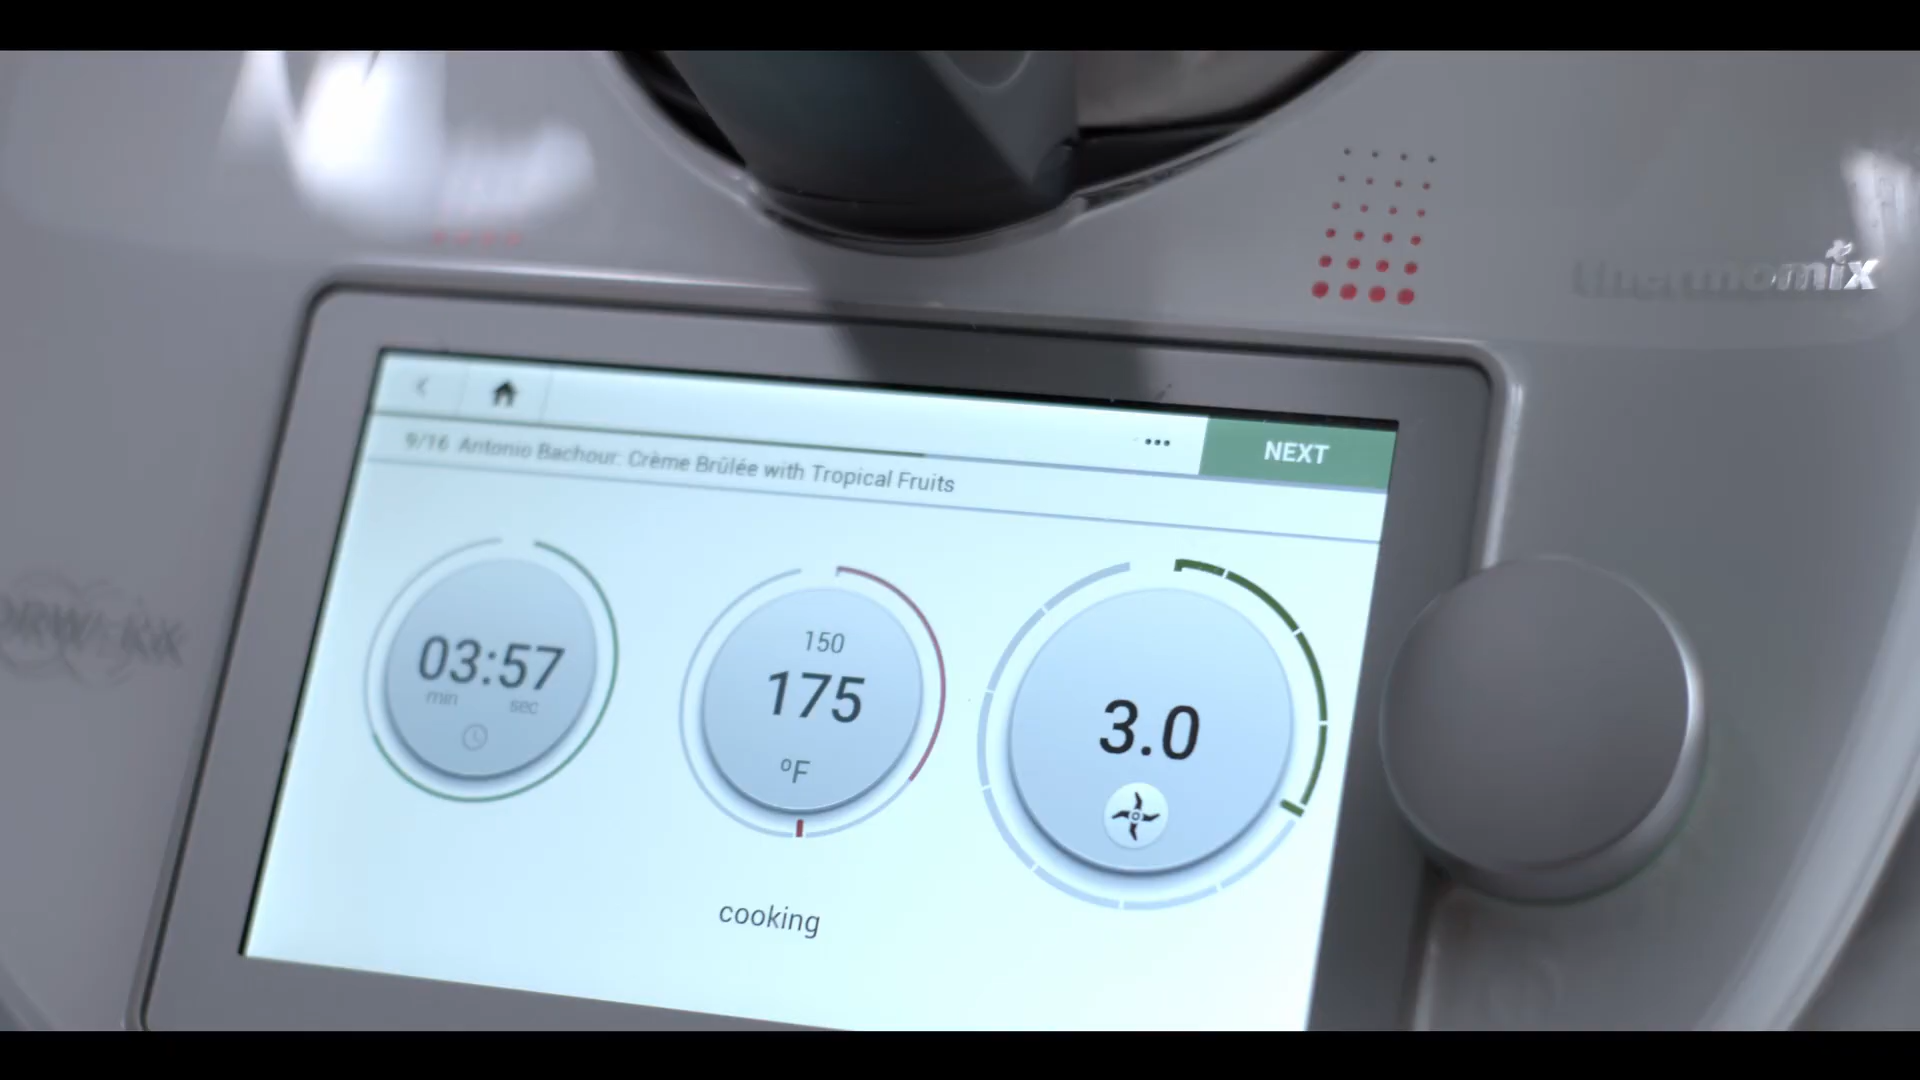 thermomix
NEXT
9/16 Antonio Bachour: Crème Brûlée with Tropical Fruits
03:57
min sec
150
175
°F
3.0
cooking